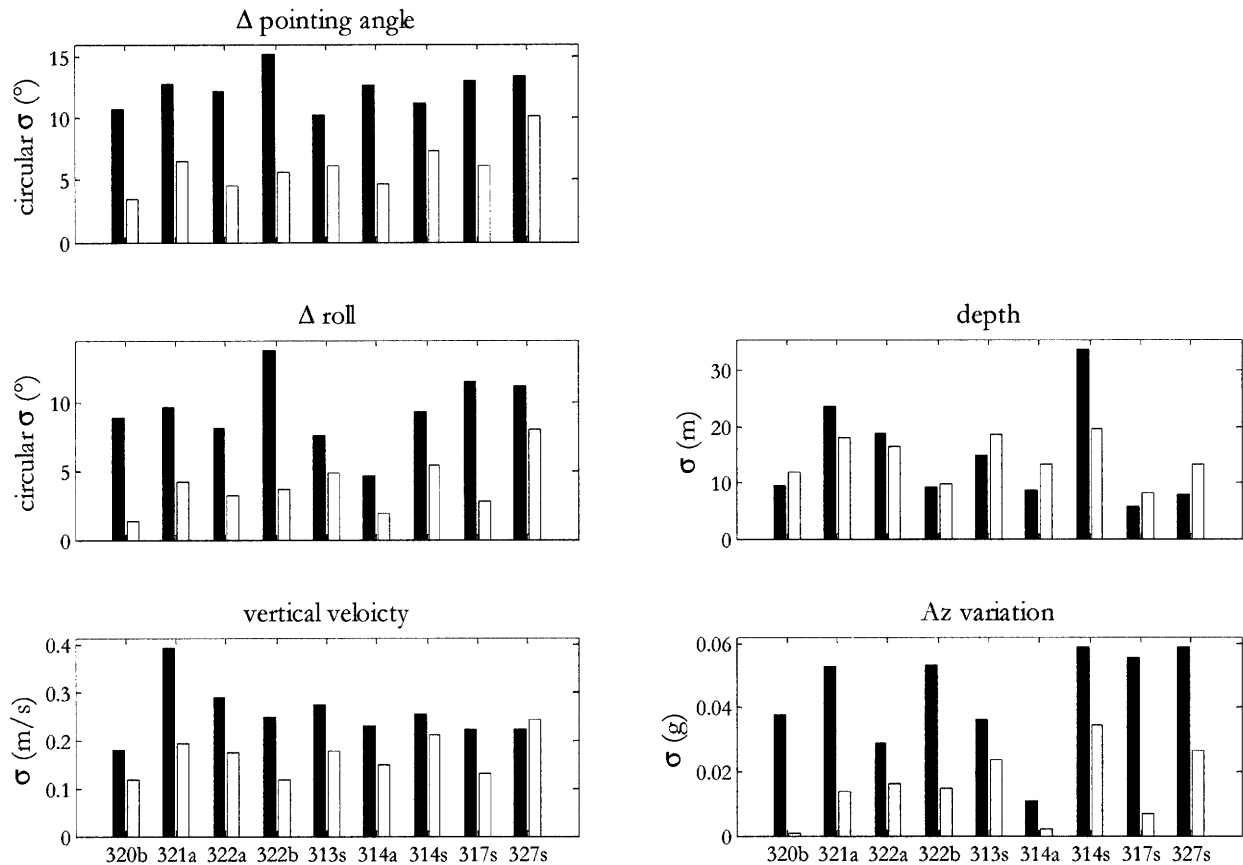 Δ pointing angle
circular σ (°)
15
10
5
0
Δ roll
circular σ (°)
10
5
0
depth
σ (m)
30
20
10
0
vertical veloicty
σ (m/s)
0.4
0.3
0.2
0.1
0
320b 321a 322a 322b 313s 314a 314s 317s 327s
Az variation
σ (g)
0.06
0.04
0.02
0
320b 321a 322a 322b 313s 314a 314s 317s 327s